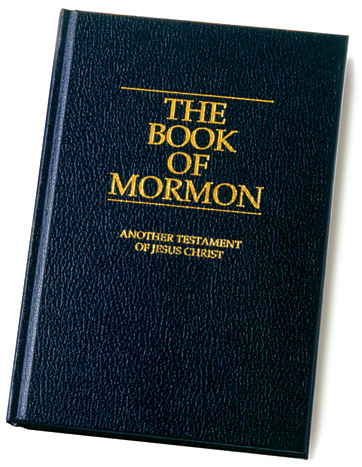 THE
BOOK
OF
MORMON
ANOTHER TESTAMENT
OF JESUS CHRIST